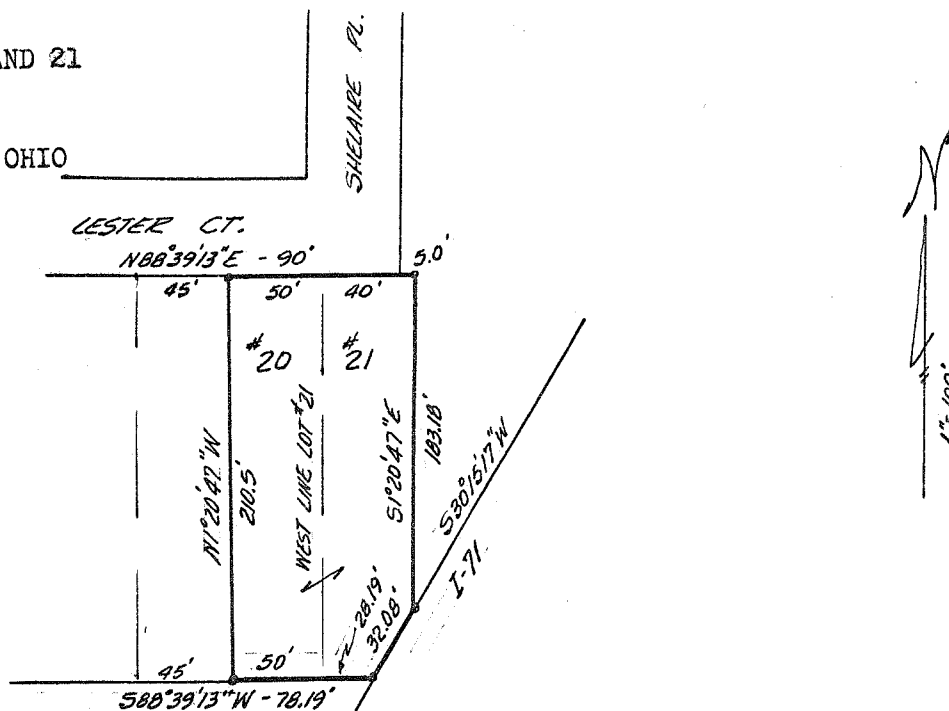 AND 21
OHIO
SHELAIRE PL.
LESTER CT.
N88°39'13"E - 90'
5.0'
45'
50'
40'
#20
#21
N
WEST LINE LOT #21
N1°20'47"W
210.5'
S1°20'47"E
183.18'
S30°15'17"W
I-71
1"=100'
28.19'
32.08'
45'
50'
S88°39'13"W - 78.19'